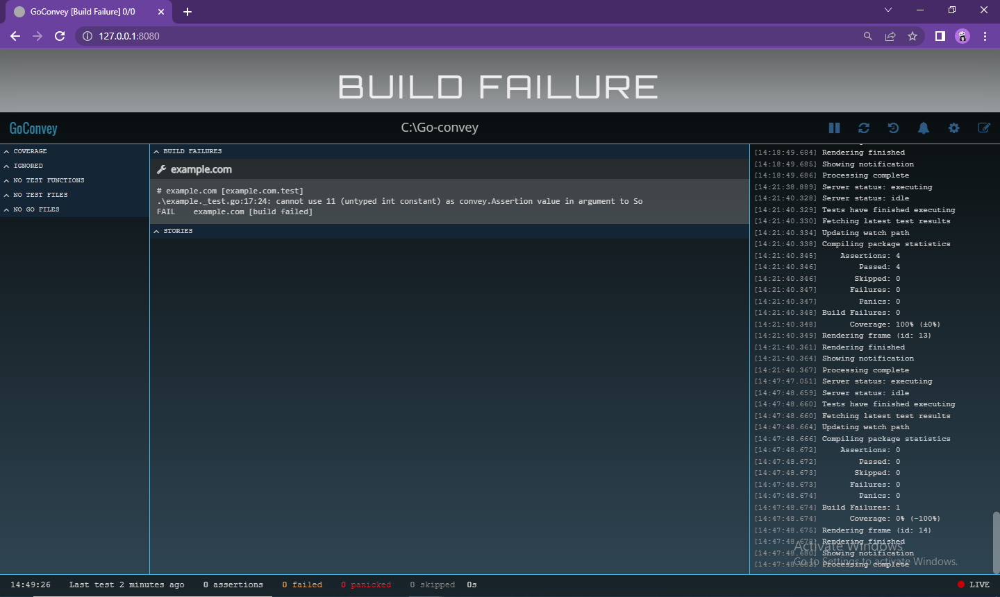 GoConvey [Build Failure] 0/0
127.0.0.1:8080
BUILD FAILURE
GoConvey
C:\Go-convey
COVERAGE
IGNORED
NO TEST FUNCTIONS
NO TEST FILES
NO GO FILES
BUILD FAILURES
example.com
# example.com [example.com.test]
.\example._test.go:17:24: cannot use 11 (untyped int constant) as convey.Assertion value in argument to So
FAIL example.com [build failed]
STORIES
[14:18:49.684] Rendering finished
[14:18:49.685] Showing notification
[14:18:49.686] Processing complete
[14:21:38.889] Server status: executing
[14:21:40.328] Server status: idle
[14:21:40.329] Tests have finished executing
[14:21:40.330] Fetching latest test results
[14:21:40.334] Updating watch path
[14:21:40.338] Compiling package statistics
[14:21:40.345] Assertions: 4
[14:21:40.346] Passed: 4
[14:21:40.346] Skipped: 0
[14:21:40.347] Failures: 0
[14:21:40.347] Panics: 0
[14:21:40.348] Build Failures: 0
[14:21:40.348] Coverage: 100% (±0%)
[14:21:40.349] Rendering frame (id: 13)
[14:21:40.361] Rendering finished
[14:21:40.364] Showing notification
[14:21:40.367] Processing complete
[14:47:47.051] Server status: executing
[14:47:48.659] Server status: idle
[14:47:48.660] Tests have finished executing
[14:47:48.660] Fetching latest test results
[14:47:48.664] Updating watch path
[14:47:48.666] Compiling package statistics
[14:47:48.672] Assertions: 0
[14:47:48.672] Passed: 0
[14:47:48.673] Skipped: 0
[14:47:48.673] Failures: 0
[14:47:48.674] Panics: 0
[14:47:48.674] Build Failures: 1
[14:47:48.674] Coverage: 0% (-100%)
[14:47:48.675] Rendering frame (id: 14)
[14:47:48.678] Rendering finished
Activate Windows
[14:47:48.680] Showing notification
Go to Settings to activate Windows.
[14:47:48.682] Processing complete
14:49:26 Last test 2 minutes ago 0 assertions 0 failed 0 panicked 0 skipped 0s LIVE